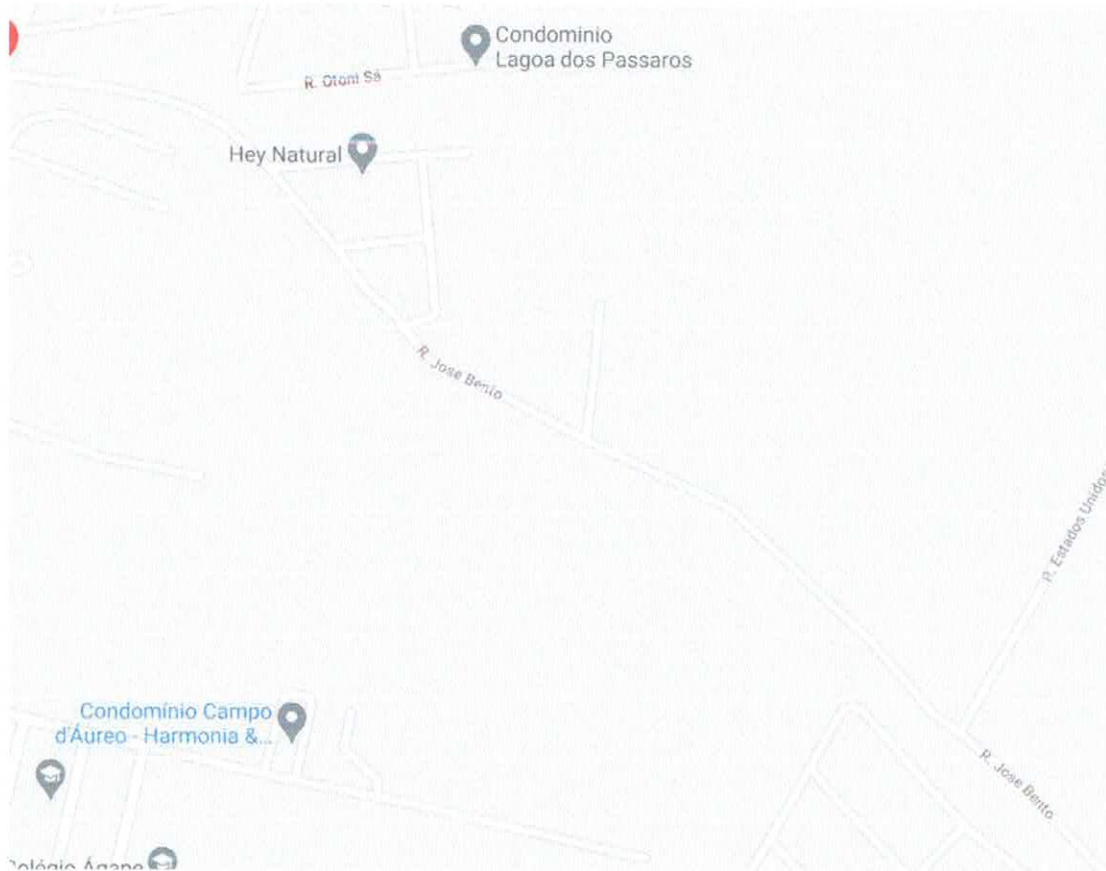 Condominio
Lagoa dos Passaros
R. Otoni Sá
Hey Natural
R. Jose Bento
R. Estados Unidos
Condomínio Campo
d'Áureo - Harmonia &...
R. Jose Bento
Colégio Ágape